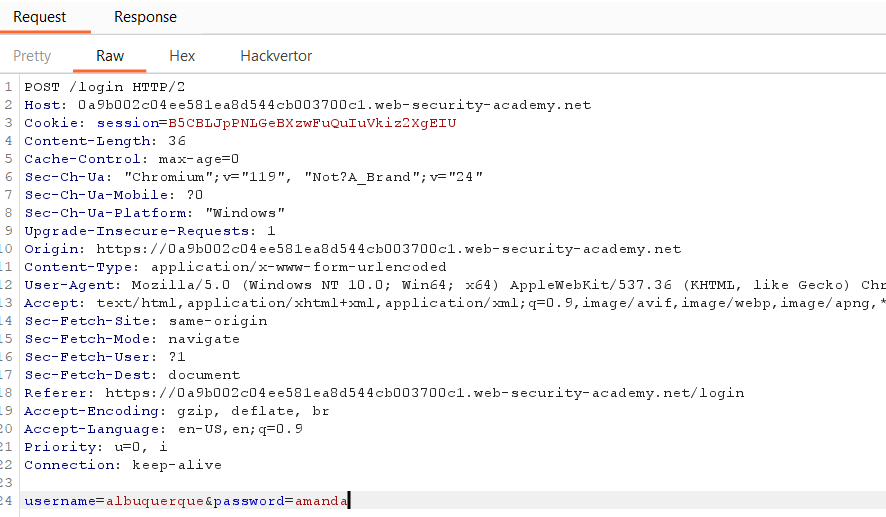 Request Response
Pretty Raw Hex Hackvertor
1 POST /login HTTP/2
2 Host: 0a9b002c04ee581ea8d544cb003700c1.web-security-academy.net
3 Cookie: session=B5CBLJpPNLGeBXzwFuQuIuVkiz2XgEIU
4 Content-Length: 36
5 Cache-Control: max-age=0
6 Sec-Ch-Ua: "Chromium";v="119", "Not?A_Brand";v="24"
7 Sec-Ch-Ua-Mobile: ?0
8 Sec-Ch-Ua-Platform: "Windows"
9 Upgrade-Insecure-Requests: 1
10 Origin: https://0a9b002c04ee581ea8d544cb003700c1.web-security-academy.net
11 Content-Type: application/x-www-form-urlencoded
12 User-Agent: Mozilla/5.0 (Windows NT 10.0; Win64; x64) AppleWebKit/537.36 (KHTML, like Gecko) Chr
13 Accept: text/html,application/xhtml+xml,application/xml;q=0.9,image/avif,image/webp,image/apng,*
14 Sec-Fetch-Site: same-origin
15 Sec-Fetch-Mode: navigate
16 Sec-Fetch-User: ?1
17 Sec-Fetch-Dest: document
18 Referer: https://0a9b002c04ee581ea8d544cb003700c1.web-security-academy.net/login
19 Accept-Encoding: gzip, deflate, br
20 Accept-Language: en-US,en;q=0.9
21 Priority: u=0, i
22 Connection: keep-alive
23
24 username=albuquerque&password=amanda